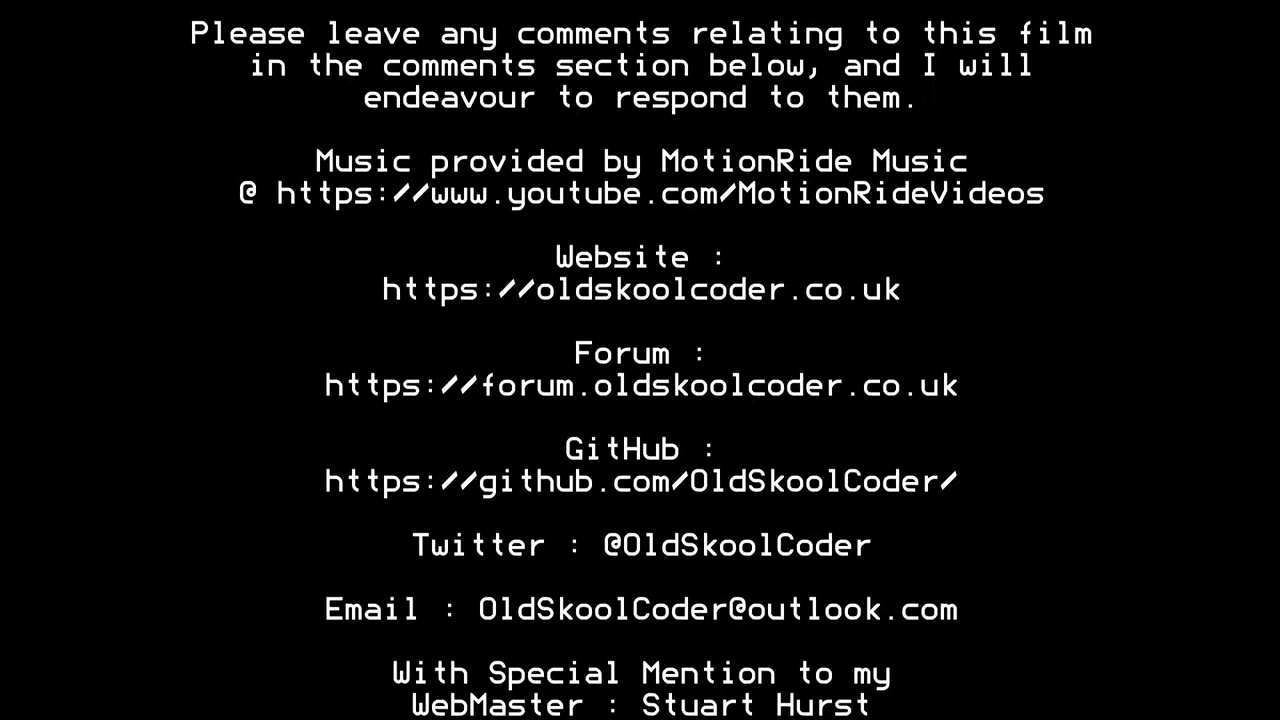 Please leave any comments relating to this film
in the comments section below, and I will
endeavour to respond to them.
Music provided by MotionRide Music
@ https://www.youtube.com/MotionRideVideos
Website :
https://oldskoolcoder.co.uk
Forum :
https://forum.oldskoolcoder.co.uk
GitHub :
https://github.com/OldSkoolCoder/
Twitter : @OldSkoolCoder
Email : OldSkoolCoder@outlook.com
With Special Mention to my
WebMaster : Stuart Hurst